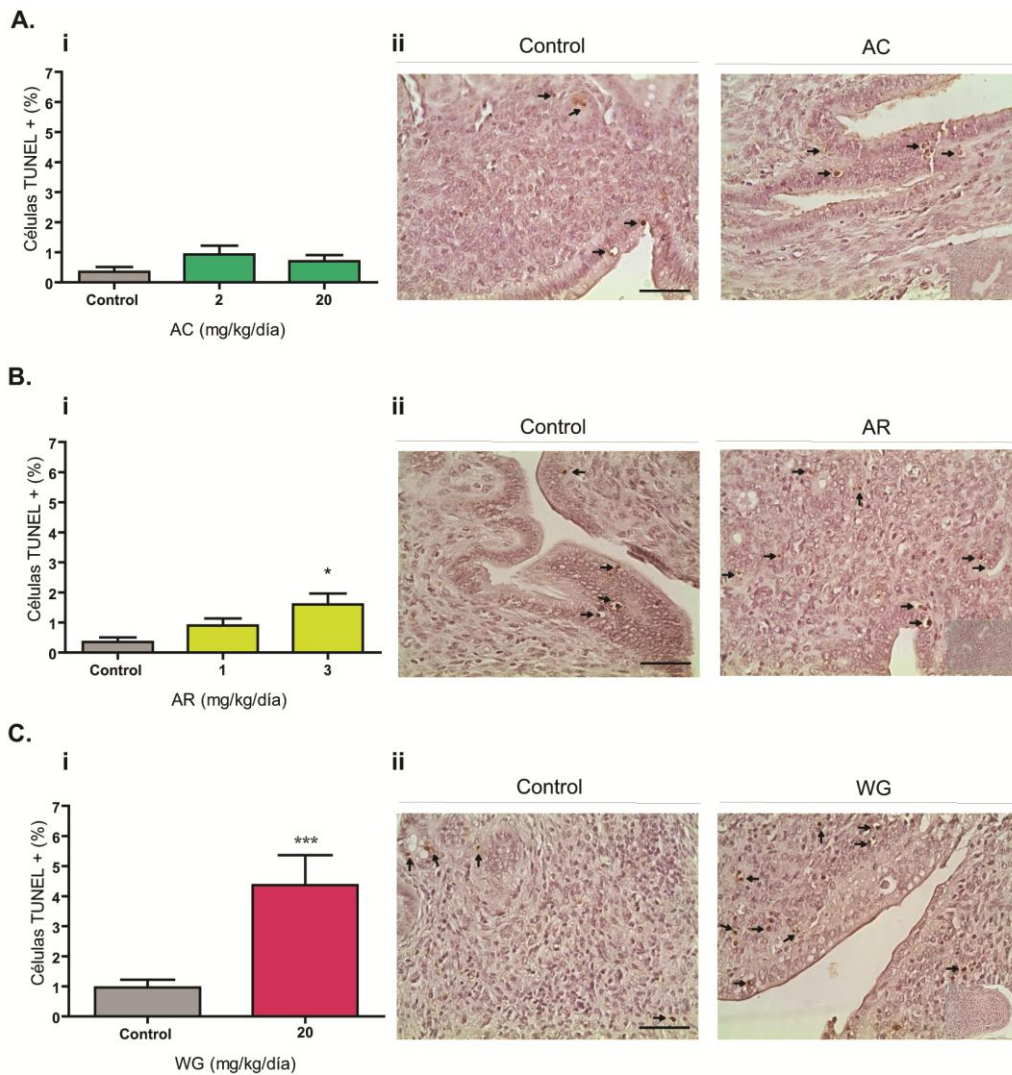 A.
i
Células TUNEL + (%)
7
6
5
4
3
2
1
0
Control
2
20
AC (mg/kg/día)
ii
Control
AC
B.
i
Células TUNEL + (%)
7
6
5
4
3
2
1
0
*
Control
1
3
AR (mg/kg/día)
ii
Control
AR
C.
i
Células TUNEL + (%)
7
6
5
4
3
2
1
0
***
Control
20
WG (mg/kg/día)
ii
Control
WG